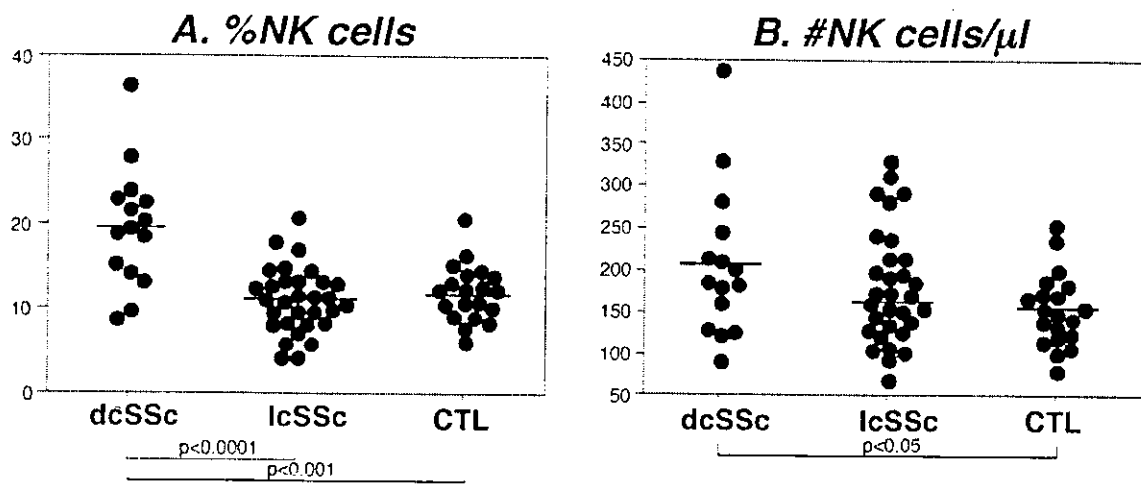 A. %NK cells
40
30
20
10
0
dcSSc lcSSc CTL
p<0.0001
p<0.001
B. #NK cells/µl
450
400
350
300
250
200
150
100
50
dcSSc lcSSc CTL
p<0.05